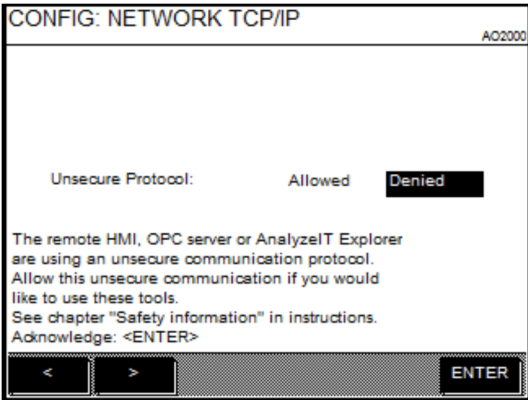 CONFIG: NETWORK TCP/IP
AO2000
Unsecure Protocol: Allowed Denied
The remote HMI, OPC server or AnalyzeIT Explorer
are using an unsecure communication protocol.
Allow this unsecure communication if you would
like to use these tools.
See chapter "Safety information" in instructions.
Acknowledge: <ENTER>
< > ENTER